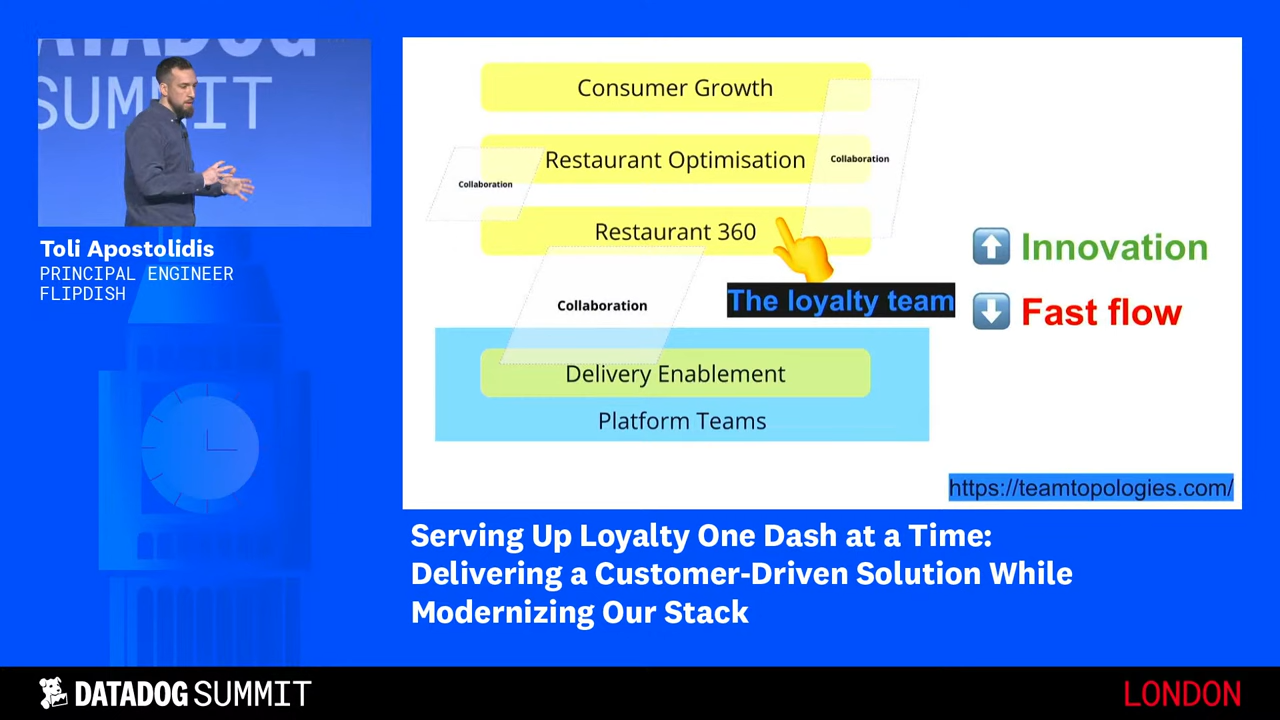 DATADOG
SUMMIT
Toli Apostolidis
PRINCIPAL ENGINEER
FLIPDISH
Consumer Growth
Restaurant Optimisation
Collaboration
Collaboration
Restaurant 360
Collaboration
The loyalty team
Delivery Enablement
Platform Teams
Innovation
Fast flow
https://teamtopologies.com/
Serving Up Loyalty One Dash at a Time:
Delivering a Customer-Driven Solution While
Modernizing Our Stack
DATADOG SUMMIT
LONDON